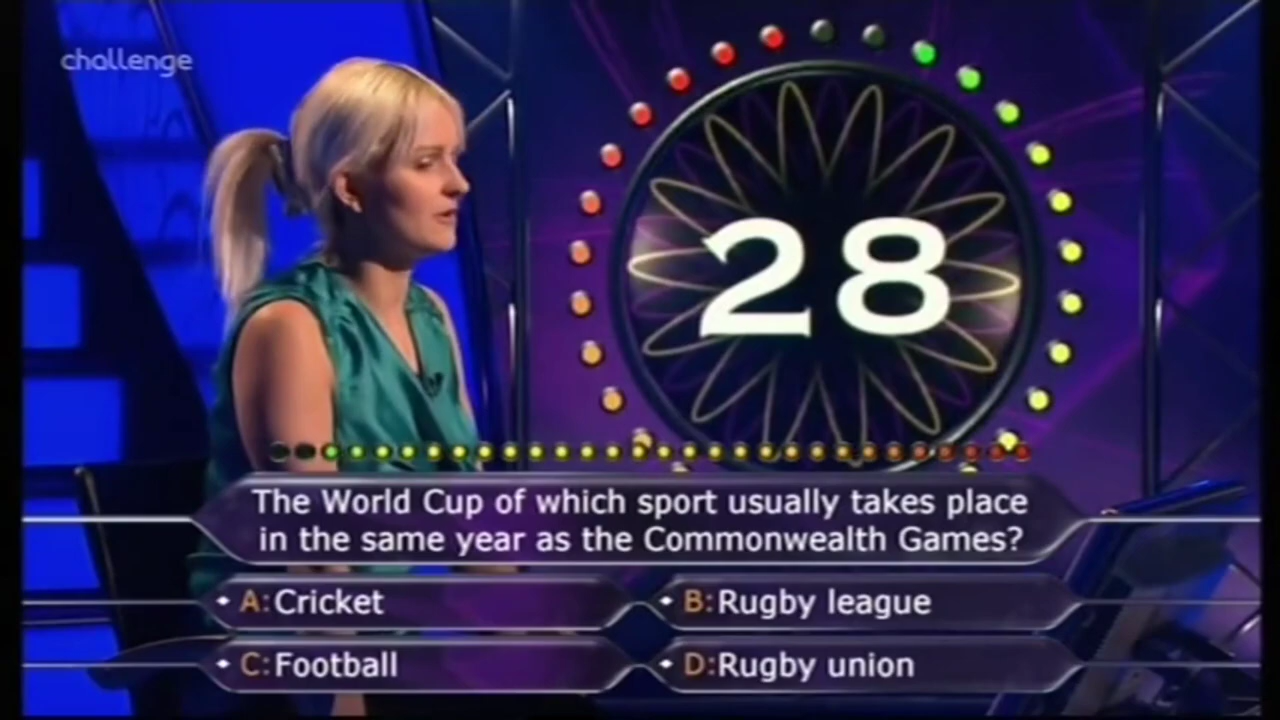 challenge
28
The World Cup of which sport usually takes place
in the same year as the Commonwealth Games?
A: Cricket
B: Rugby league
C: Football
D: Rugby union